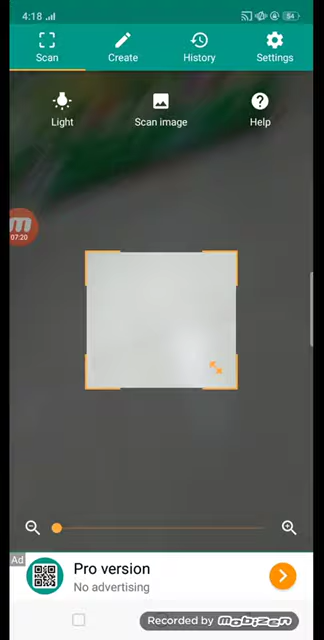 4:18 54
Scan Create History Settings
Light Scan image Help
07:20
Ad
Pro version
No advertising
Recorded by MOBIZEN